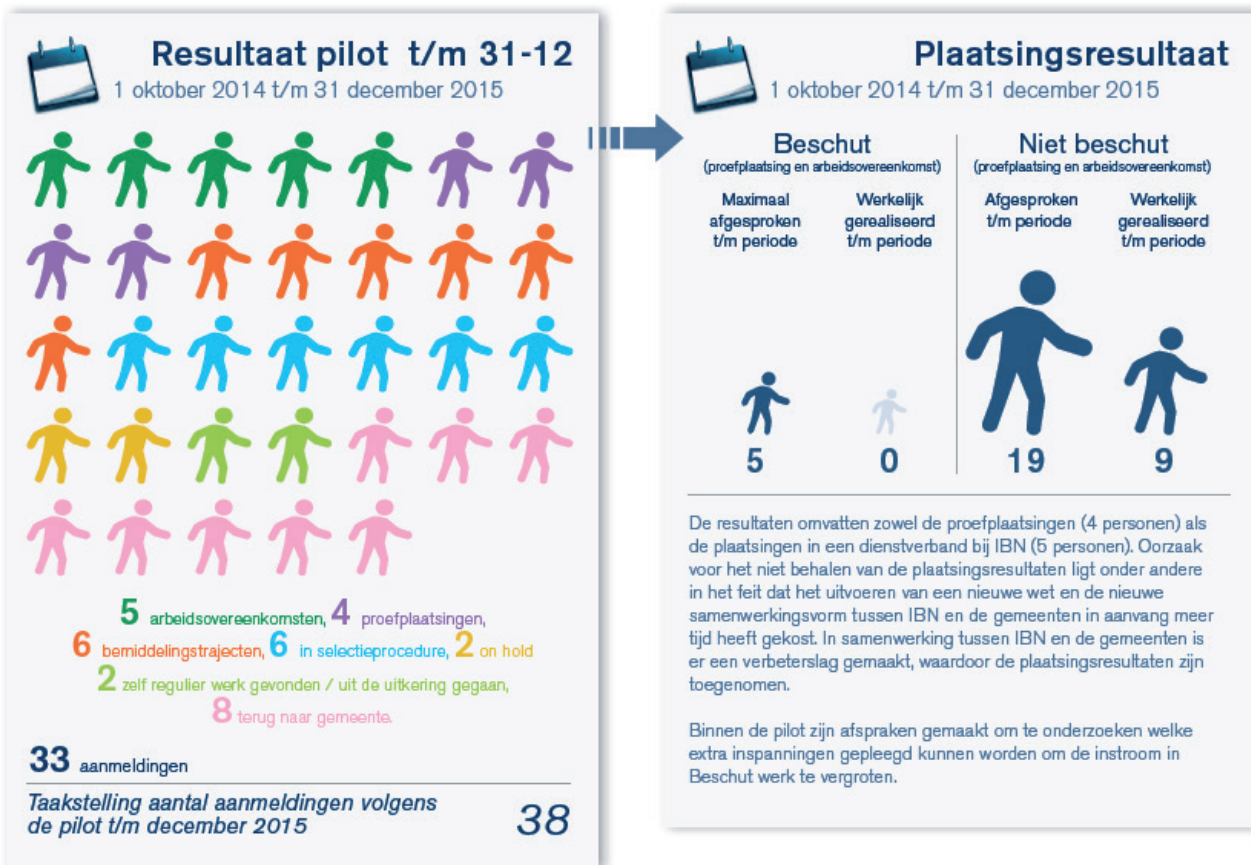 Resultaat pilot t/m 31-12
1 oktober 2014 t/m 31 december 2015
5 arbeidsovereenkomsten, 4 proefplaatsingen,
6 bemiddelingstrajecten, 6 in selectieprocedure, 2 on hold
2 zelf regulier werk gevonden / uit de uitkering gegaan,
8 terug naar gemeente.
33 aanmeldingen
Taakstelling aantal aanmeldingen volgens
de pilot t/m december 2015
38
Plaatsingsresultaat
1 oktober 2014 t/m 31 december 2015
Beschut
(proefplaatsing en arbeidsovereenkomst)
Maximaal
afgesproken
t/m periode
Werkelijk
gerealiseerd
t/m periode
5
0
Niet beschut
(proefplaatsing en arbeidsovereenkomst)
Afgesproken
t/m periode
Werkelijk
gerealiseerd
t/m periode
19
9
De resultaten omvatten zowel de proefplaatsingen (4 personen) als
de plaatsingen in een dienstverband bij IBN (5 personen). Oorzaak
voor het niet behalen van de plaatsingsresultaten ligt onder andere
in het feit dat het uitvoeren van een nieuwe wet en de nieuwe
samenwerkingsvorm tussen IBN en de gemeenten in aanvang meer
tijd heeft gekost. In samenwerking tussen IBN en de gemeenten is
er een verbeterslag gemaakt, waardoor de plaatsingsresultaten zijn
toegenomen.
Binnen de pilot zijn afspraken gemaakt om te onderzoeken welke
extra inspanningen gepleegd kunnen worden om de instroom in
Beschut werk te vergroten.